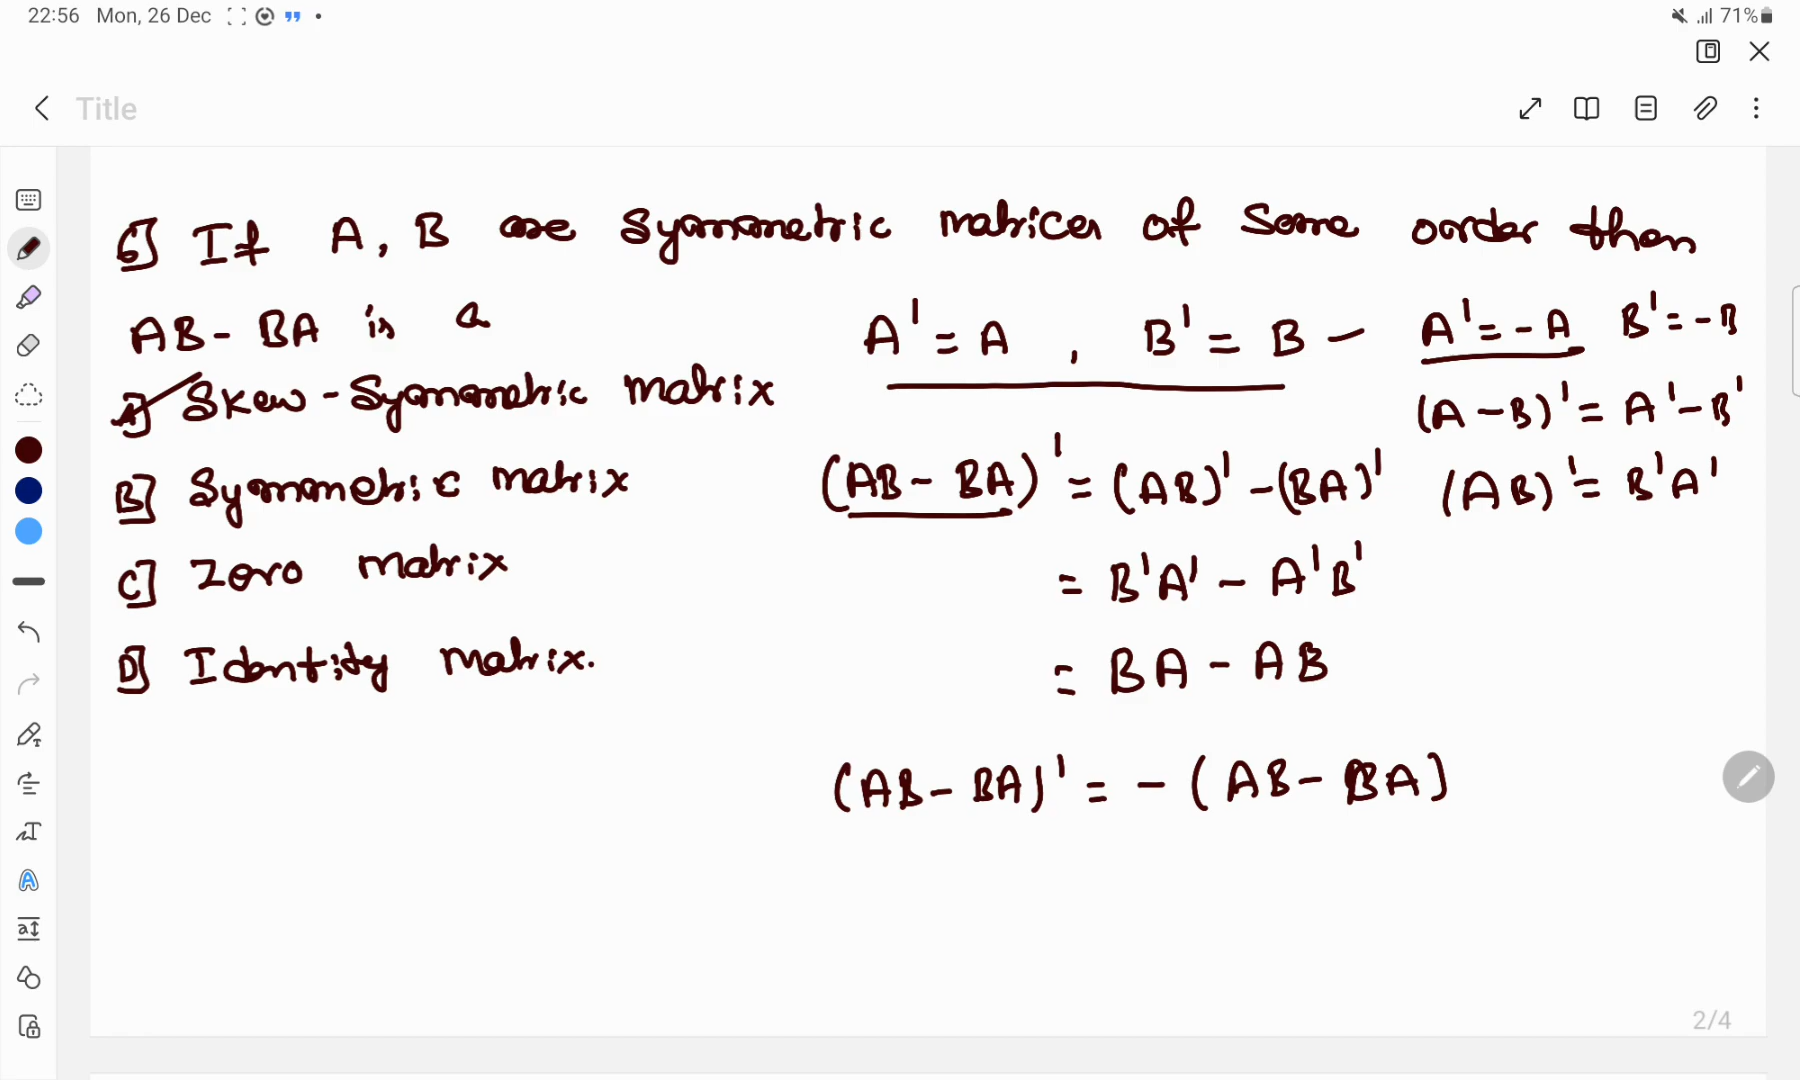 22:56 Mon, 26 Dec 71%
Title
6] If A, B are Symmetric matrices of Same order then
AB - BA is a
A' = A , B' = B - A' = -A B' = -B
A] Skew-Symmetric matrix
(A - B)' = A' - B'
B] Symmetric matrix
(AB - BA)' = (AB)' - (BA)' (AB)' = B'A'
C] Zero matrix
= B'A' - A'B'
D] Identity matrix.
= BA - AB
(AB - BA)' = - (AB - BA)
2/4